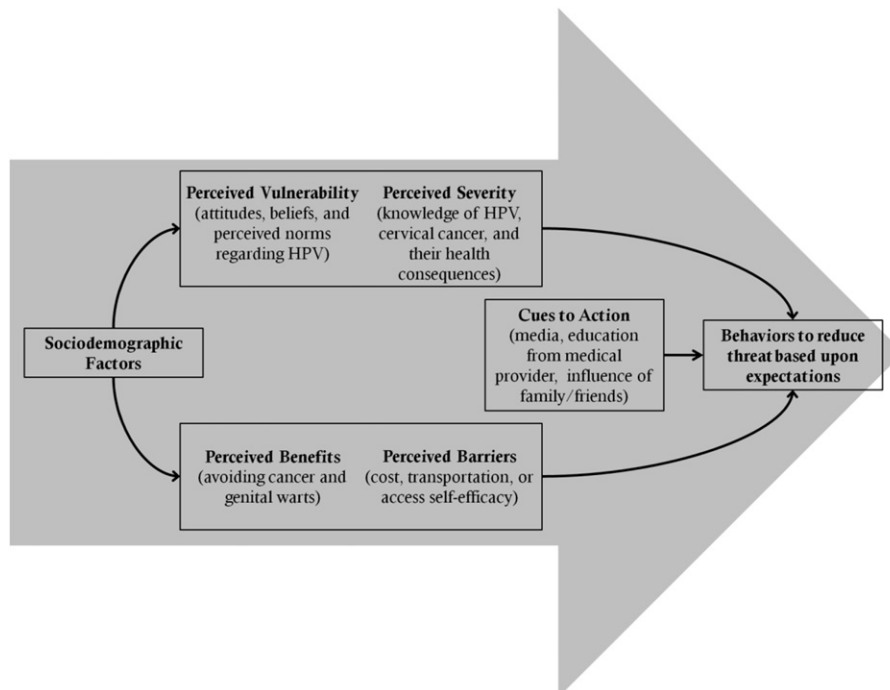 Perceived Vulnerability
(attitudes, beliefs, and
perceived norms
regarding HPV)
Perceived Severity
(knowledge of HPV,
cervical cancer, and
their health
consequences)
Cues to Action
(media, education
from medical
provider, influence of
family/friends)
Behaviors to reduce
threat based upon
expectations
Sociodemographic
Factors
Perceived Benefits
(avoiding cancer and
genital warts)
Perceived Barriers
(cost, transportation, or
access self-efficacy)